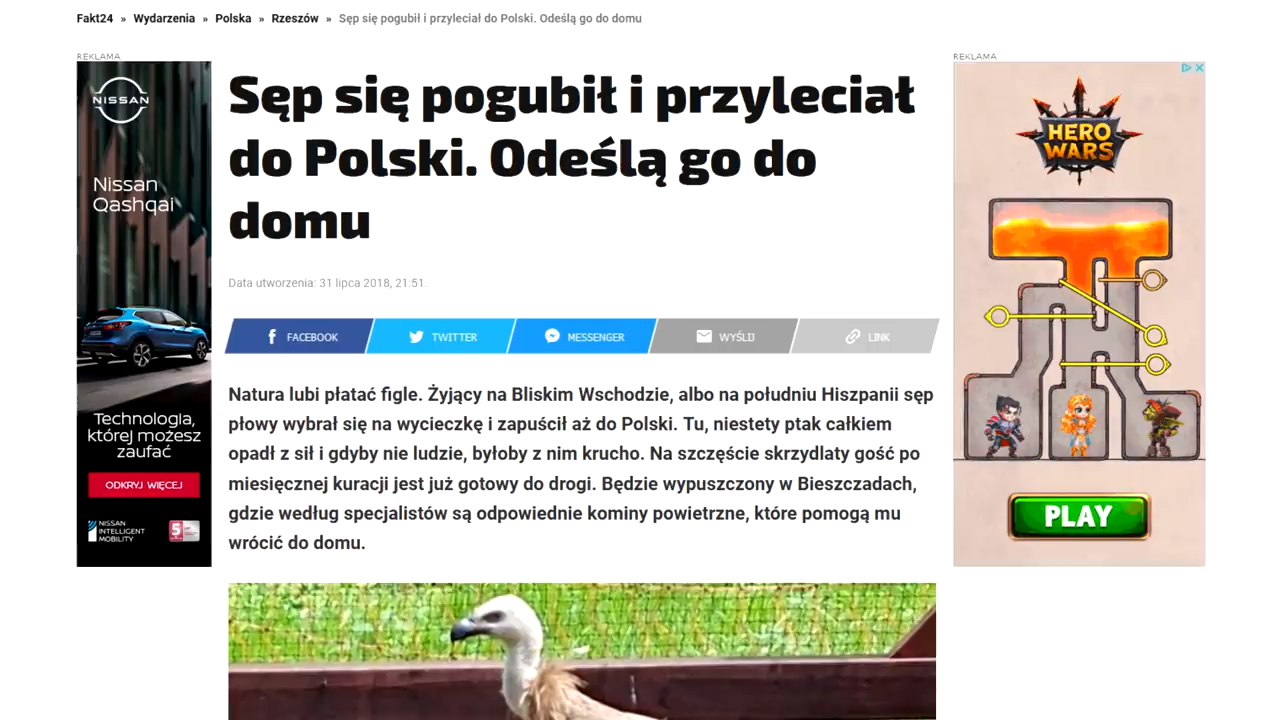 Fakt24 » Wydarzenia » Polska » Rzeszów » Sęp się pogubił i przyleciał do Polski. Odeślą go do domu
REKLAMA
NISSAN
Nissan
Qashqai
Technologia,
której możesz
zaufać
ODKRYJ WIĘCEJ
NISSAN
INTELLIGENT
MOBILITY
5
Sęp się pogubił i przyleciał
do Polski. Odeślą go do
domu
Data utworzenia: 31 lipca 2018, 21:51.
FACEBOOK
TWITTER
MESSENGER
WYŚLIJ
LINK
Natura lubi płatać figle. Żyjący na Bliskim Wschodzie, albo na południu Hiszpanii sęp
płowy wybrał się na wycieczkę i zapuścił aż do Polski. Tu, niestety ptak całkiem
opadł z sił i gdyby nie ludzie, byłoby z nim krucho. Na szczęście skrzydlaty gość po
miesięcznej kuracji jest już gotowy do drogi. Będzie wypuszczony w Bieszczadach,
gdzie według specjalistów są odpowiednie kominy powietrzne, które pomogą mu
wrócić do domu.
REKLAMA
HERO
WARS
PLAY